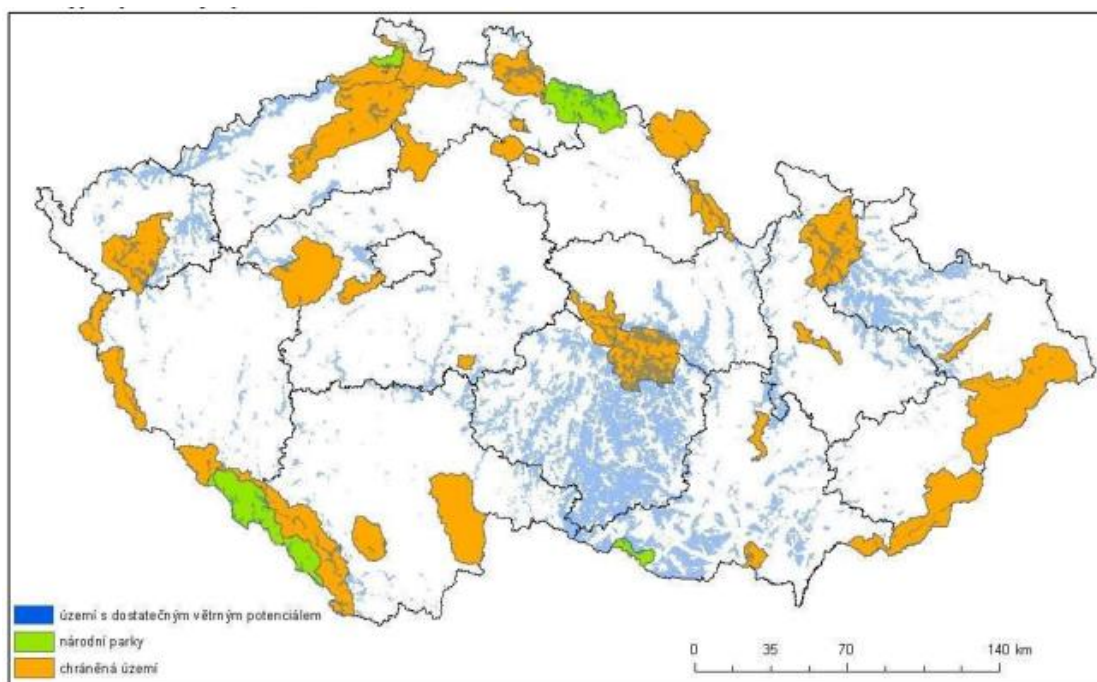 území s dostatečným větrným potenciálem
národní parky
chráněná území
0 35 70 140 km